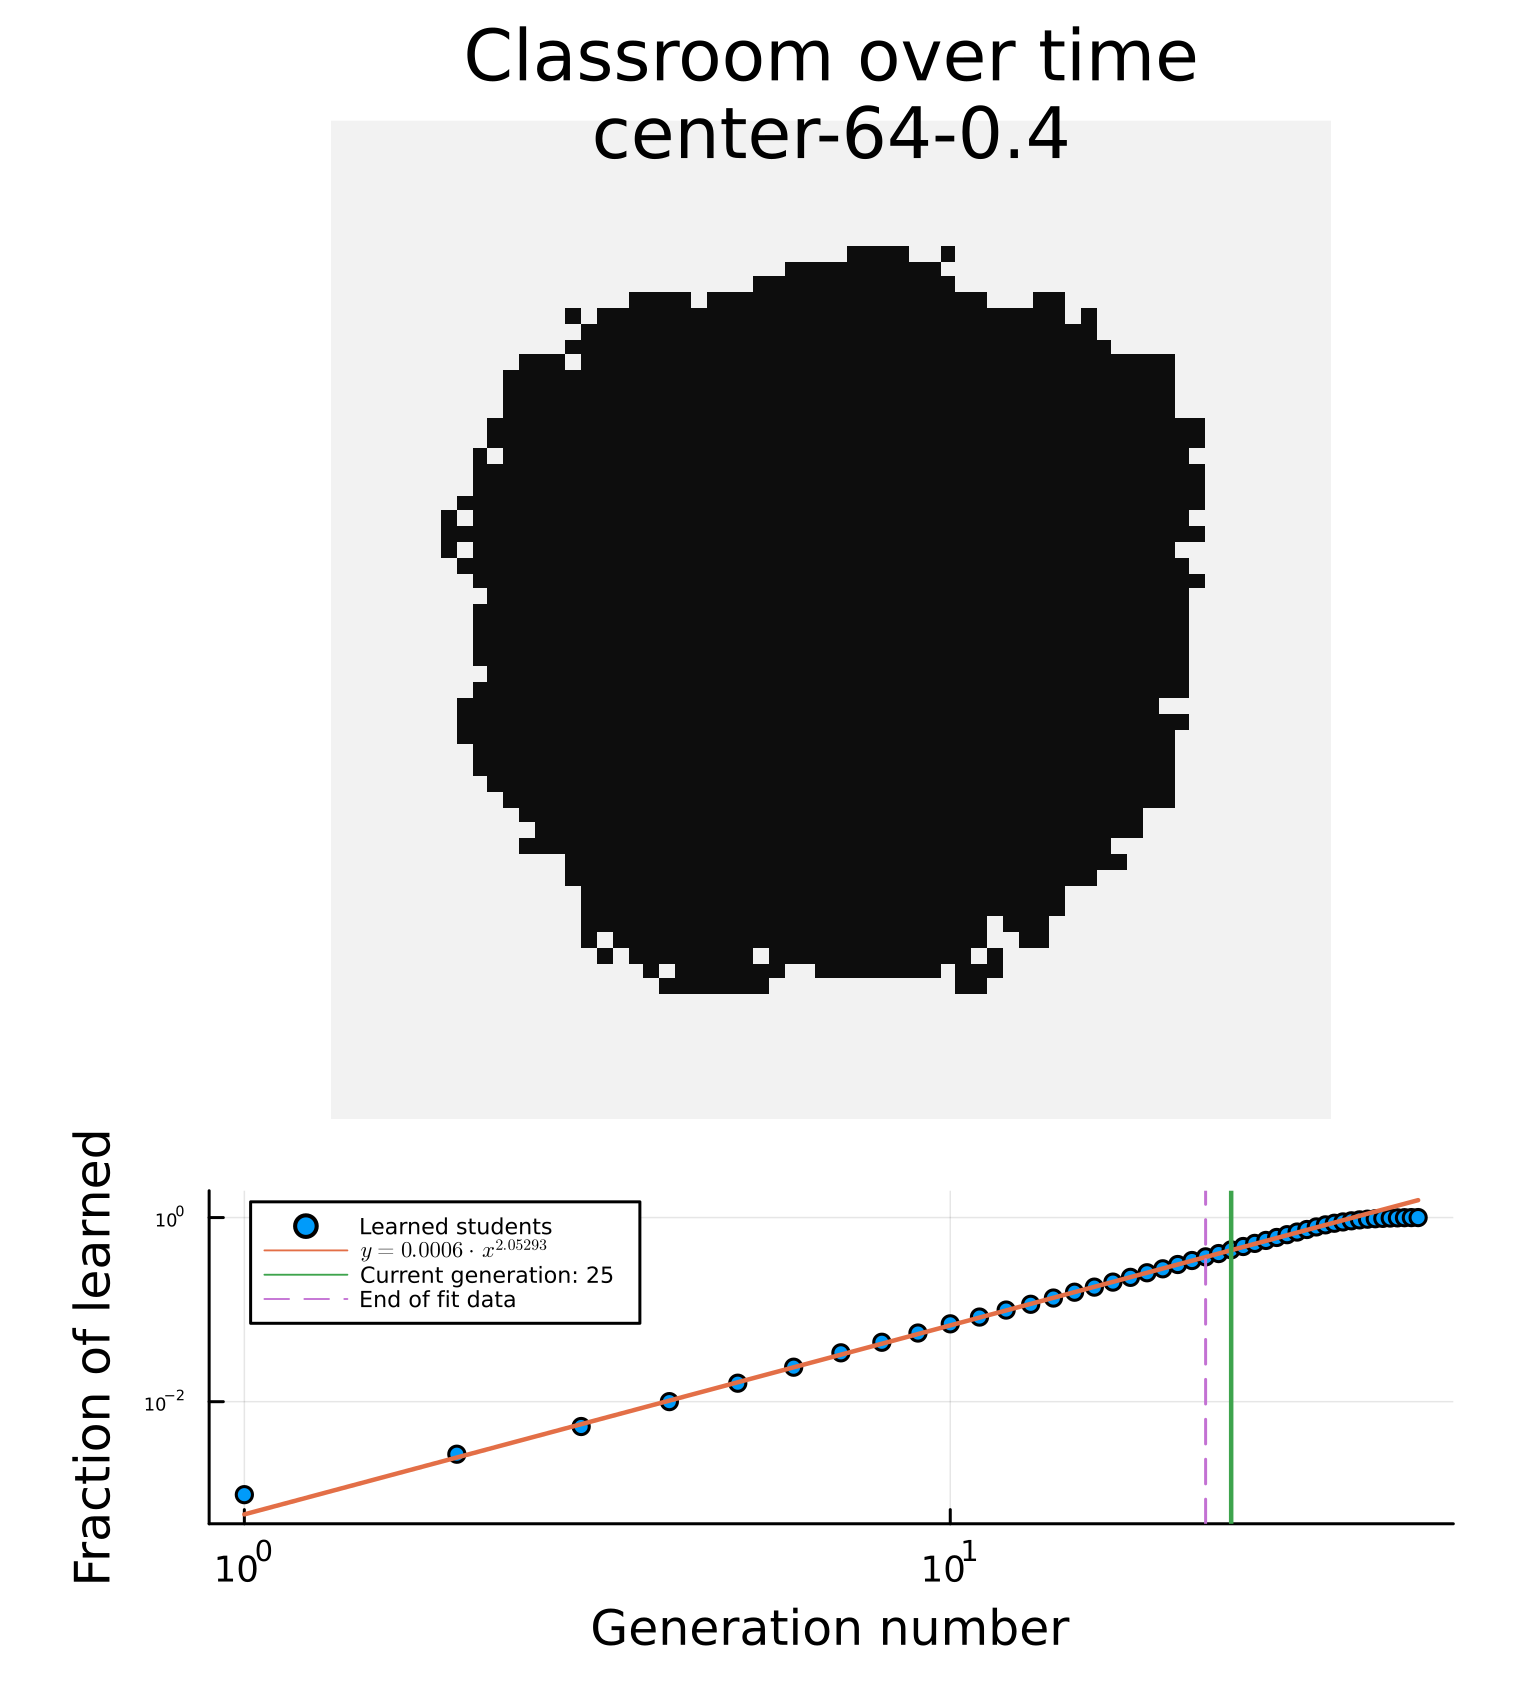 Classroom over time
center-64-0.4
Fraction of learned
10^0
10^−2
Learned students
y = 0.0006 · x^2.05293
Current generation: 25
End of fit data
10^0
10^1
Generation number